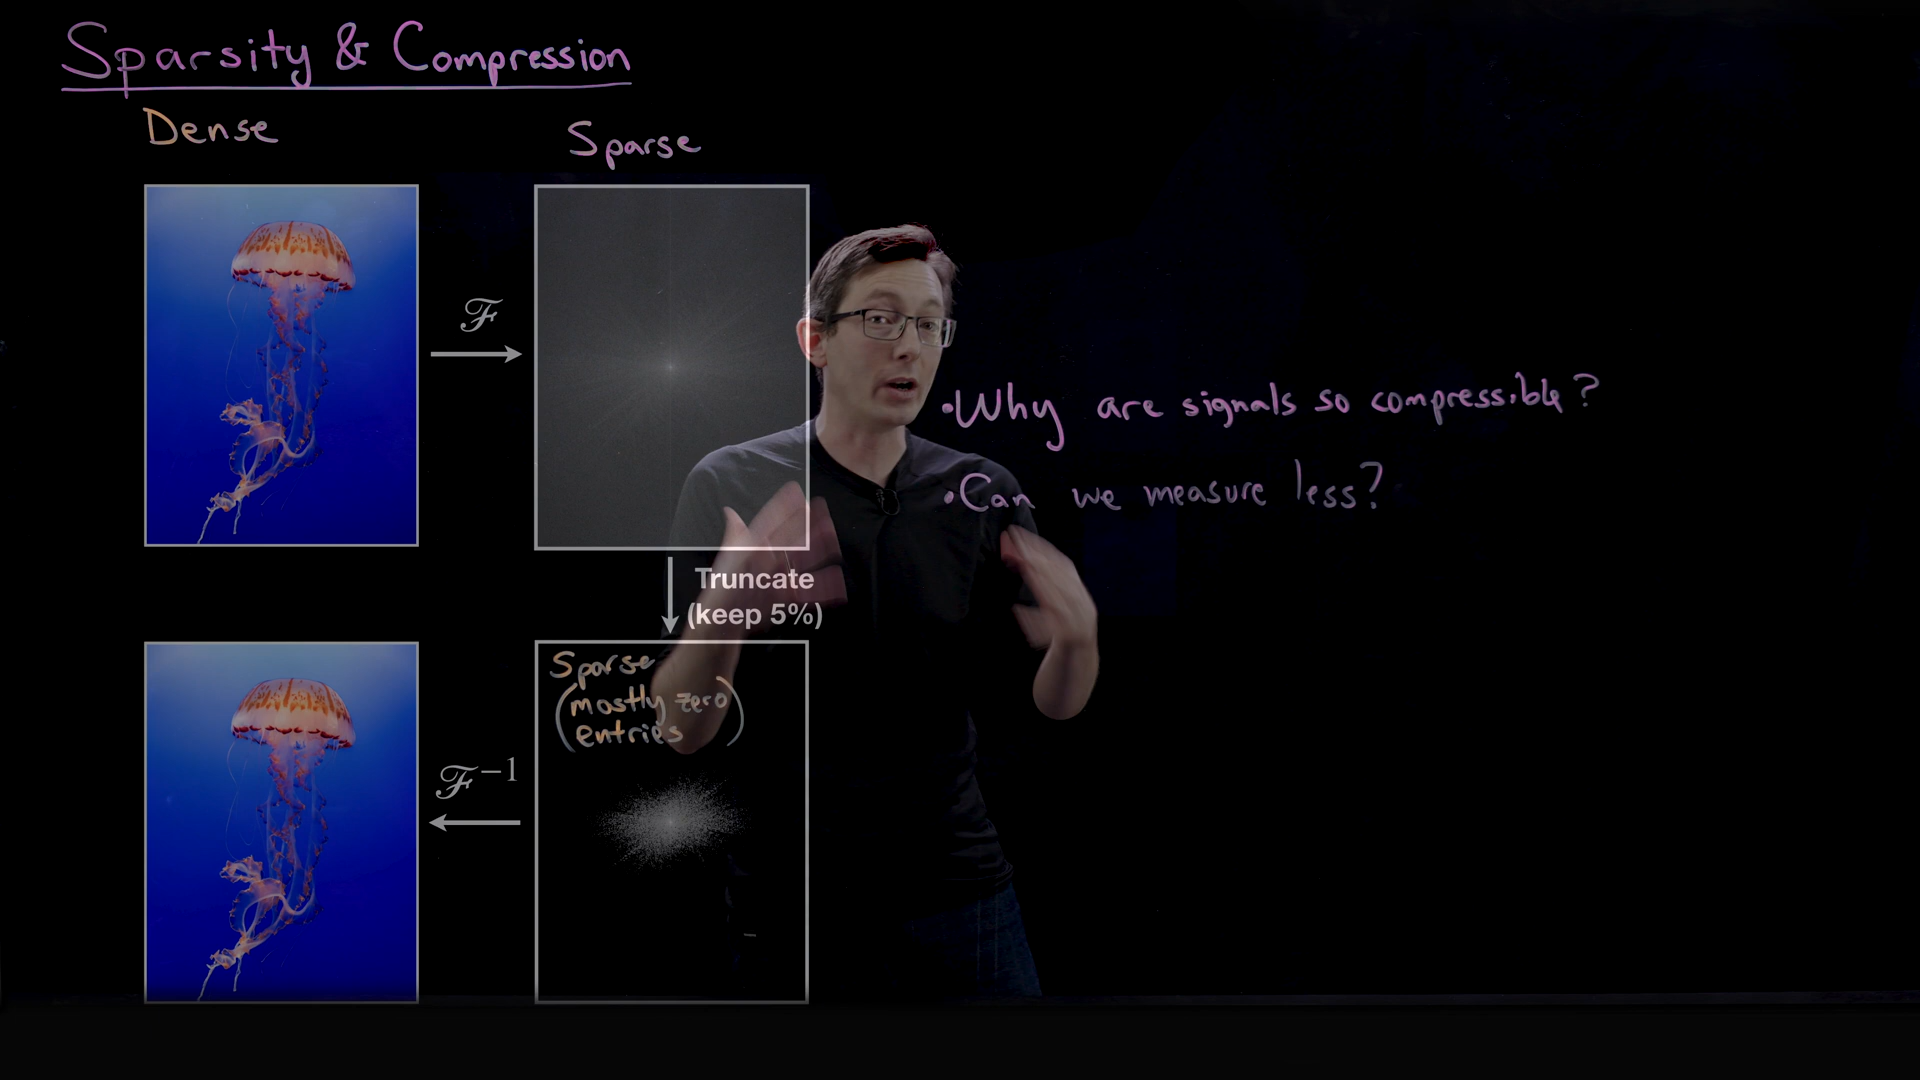 Sparsity & Compression
Dense
Sparse
ℱ
• Why are signals so compressible?
• Can we measure less?
Truncate
(keep 5%)
Sparse
(mostly zero
entries)
ℱ⁻¹